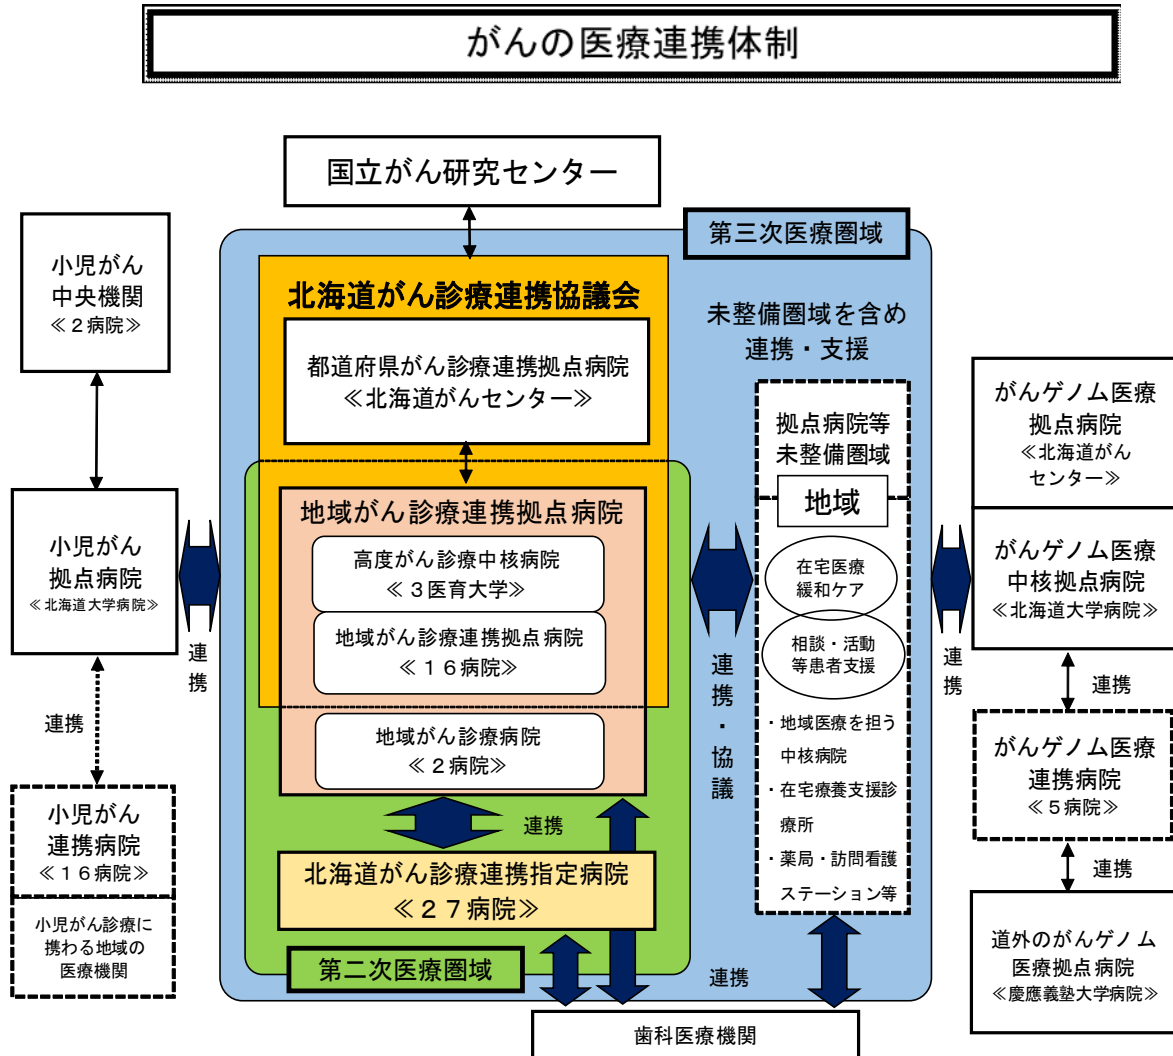 がんの医療連携体制
国立がん研究センター
第三次医療圏域
小児がん
中央機関
≪２病院≫
北海道がん診療連携協議会
都道府県がん診療連携拠点病院
≪北海道がんセンター≫
未整備圏域を含め
連携・支援
拠点病院等
未整備圏域
地域
在宅医療
緩和ケア
相談・活動
等患者支援
・地域医療を担う
中核病院
・在宅療養支援診
療所
・薬局・訪問看護
ステーション等
がんゲノム医療
拠点病院
≪北海道がん
センター≫
がんゲノム医療
中核拠点病院
≪北海道大学病院≫
連携
連携
がんゲノム医療
連携病院
≪５病院≫
連携
道外のがんゲノム
医療拠点病院
≪慶應義塾大学病院≫
小児がん
拠点病院
≪北海道大学病院≫
連携
連携
小児がん
連携病院
≪16病院≫
小児がん診療に
携わる地域の
医療機関
地域がん診療連携拠点病院
高度がん診療中核病院
≪３医育大学≫
地域がん診療連携拠点病院
≪１６病院≫
地域がん診療病院
≪２病院≫
連携・協議
連携
北海道がん診療連携指定病院
≪２７病院≫
第二次医療圏域
連携
歯科医療機関